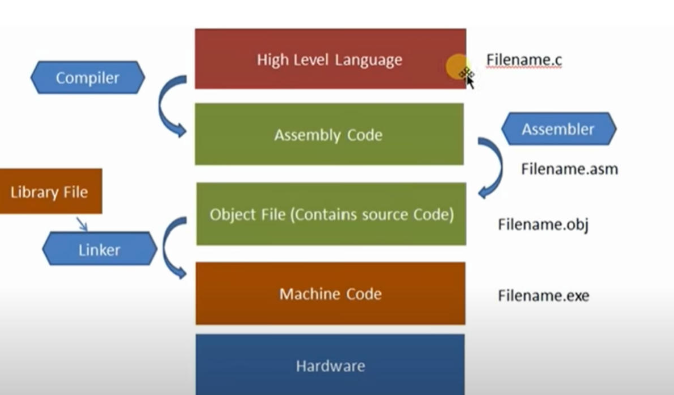 High Level Language
Filename.c
Compiler
Assembly Code
Assembler
Filename.asm
Library File
Object File (Contains source Code)
Filename.obj
Linker
Machine Code
Filename.exe
Hardware